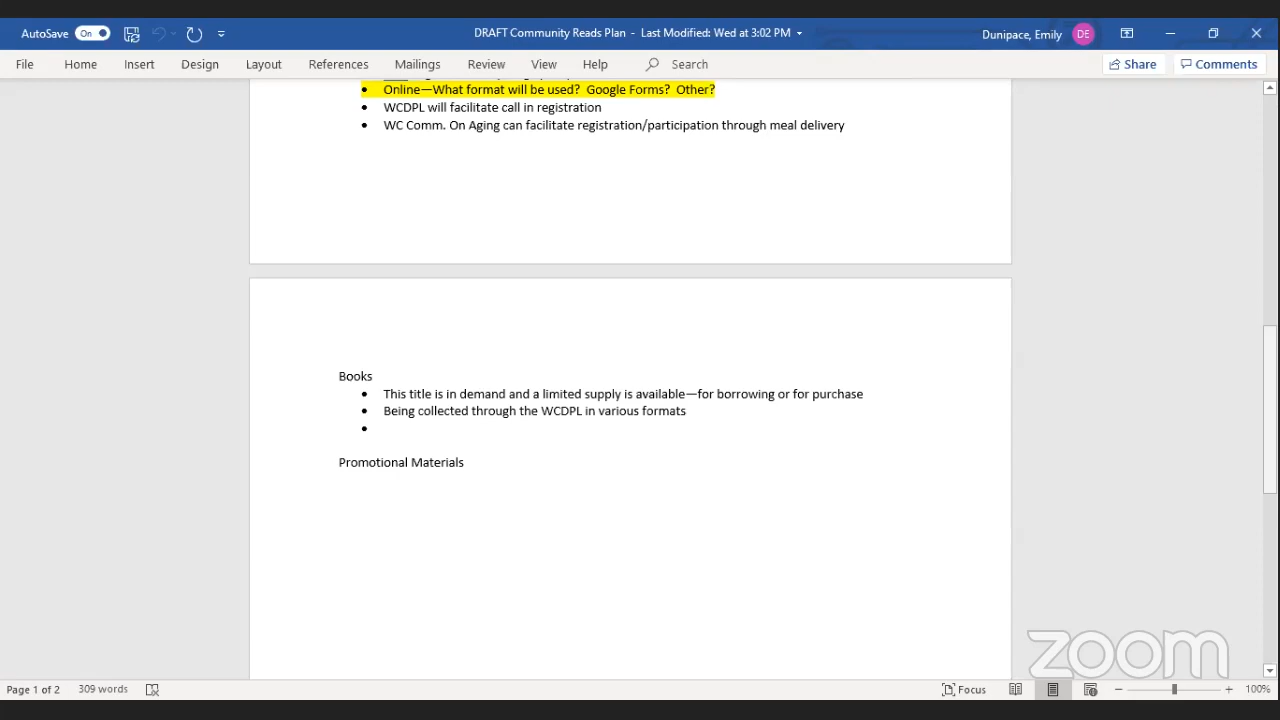 AutoSave On DRAFT Community Reads Plan - Last Modified: Wed at 3:02 PM Dunipace, Emily DE
File Home Insert Design Layout References Mailings Review View Help Search Share Comments
• Online—What format will be used? Google Forms? Other?
• WCDPL will facilitate call in registration
• WC Comm. On Aging can facilitate registration/participation through meal delivery
Books
• This title is in demand and a limited supply is available—for borrowing or for purchase
• Being collected through the WCDPL in various formats
•
Promotional Materials
zoom
Page 1 of 2 309 words Focus 100%